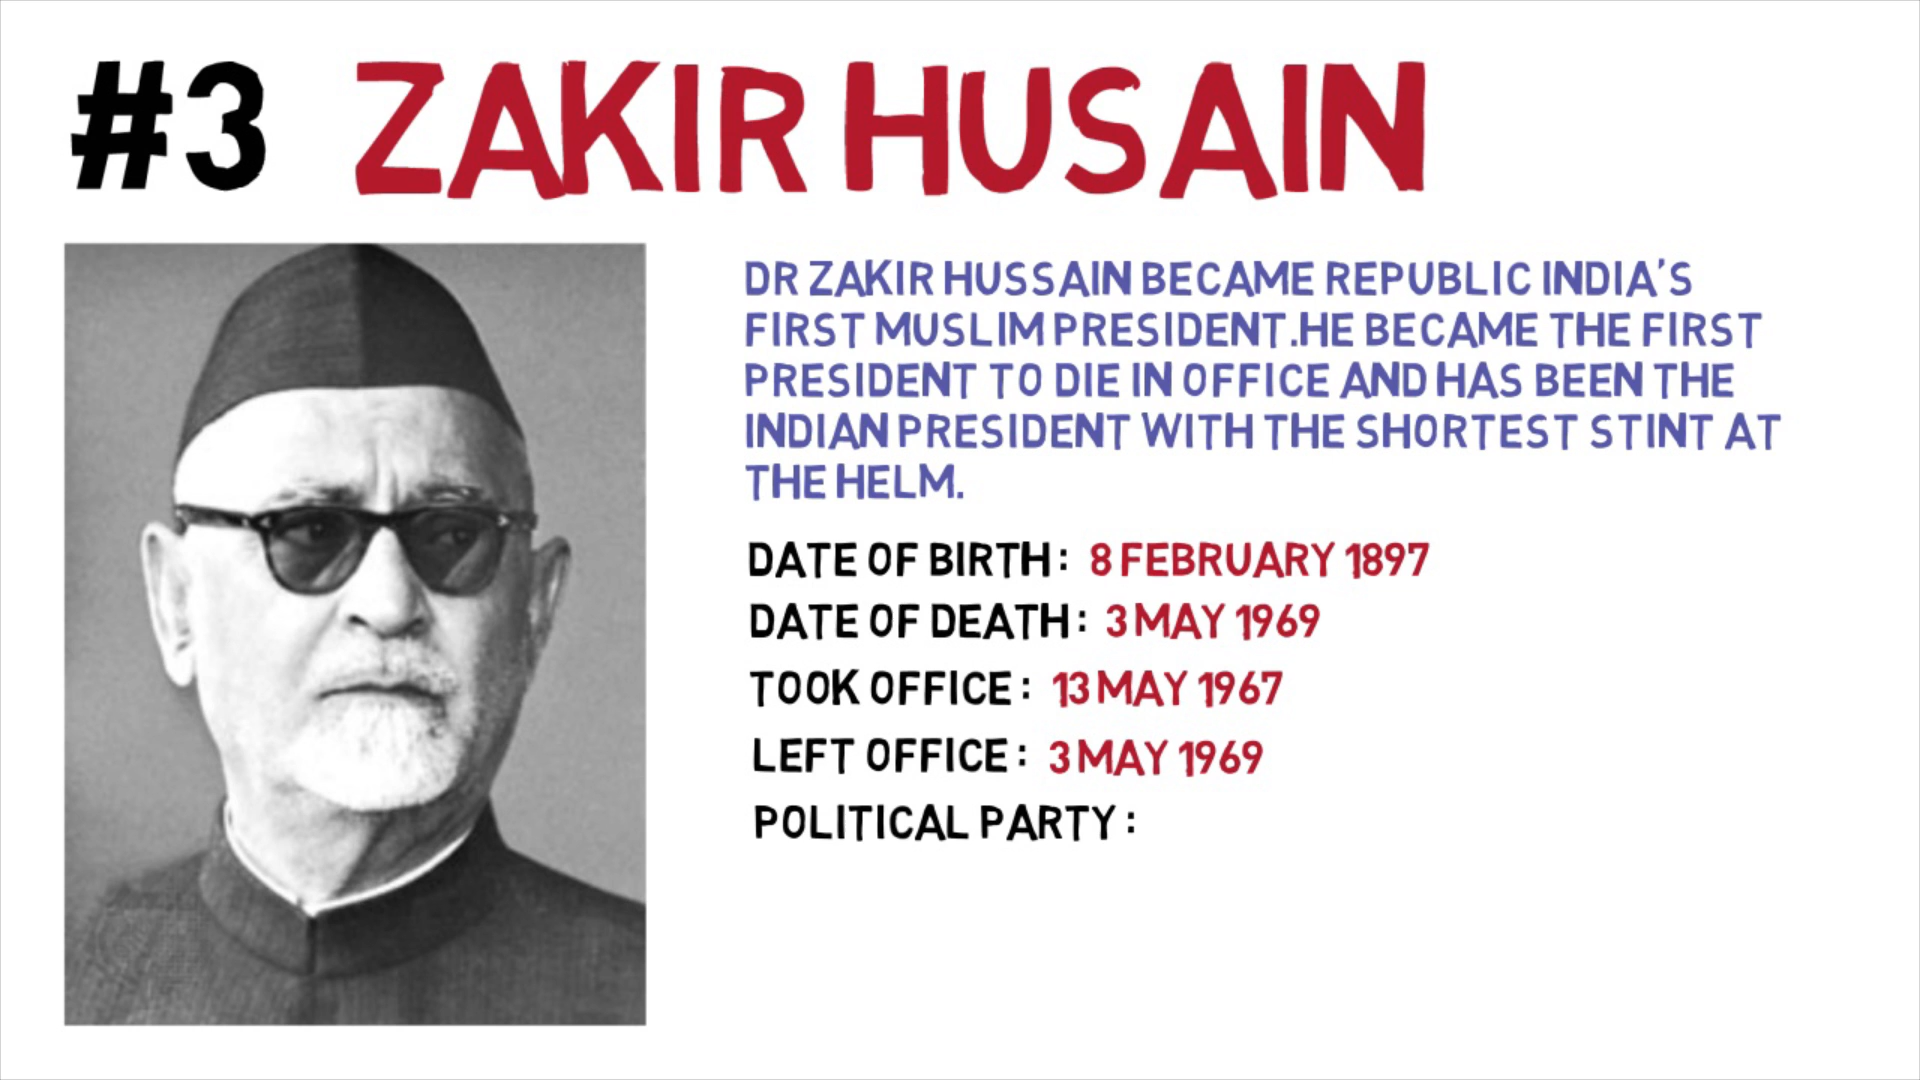 #3 ZAKIR HUSAIN
DR ZAKIR HUSSAIN BECAME REPUBLIC INDIA'S
FIRST MUSLIM PRESIDENT.HE BECAME THE FIRST
PRESIDENT TO DIE IN OFFICE AND HAS BEEN THE
INDIAN PRESIDENT WITH THE SHORTEST STINT AT
THE HELM.
DATE OF BIRTH: 8 FEBRUARY 1897
DATE OF DEATH: 3 MAY 1969
TOOK OFFICE: 13 MAY 1967
LEFT OFFICE: 3 MAY 1969
POLITICAL PARTY: